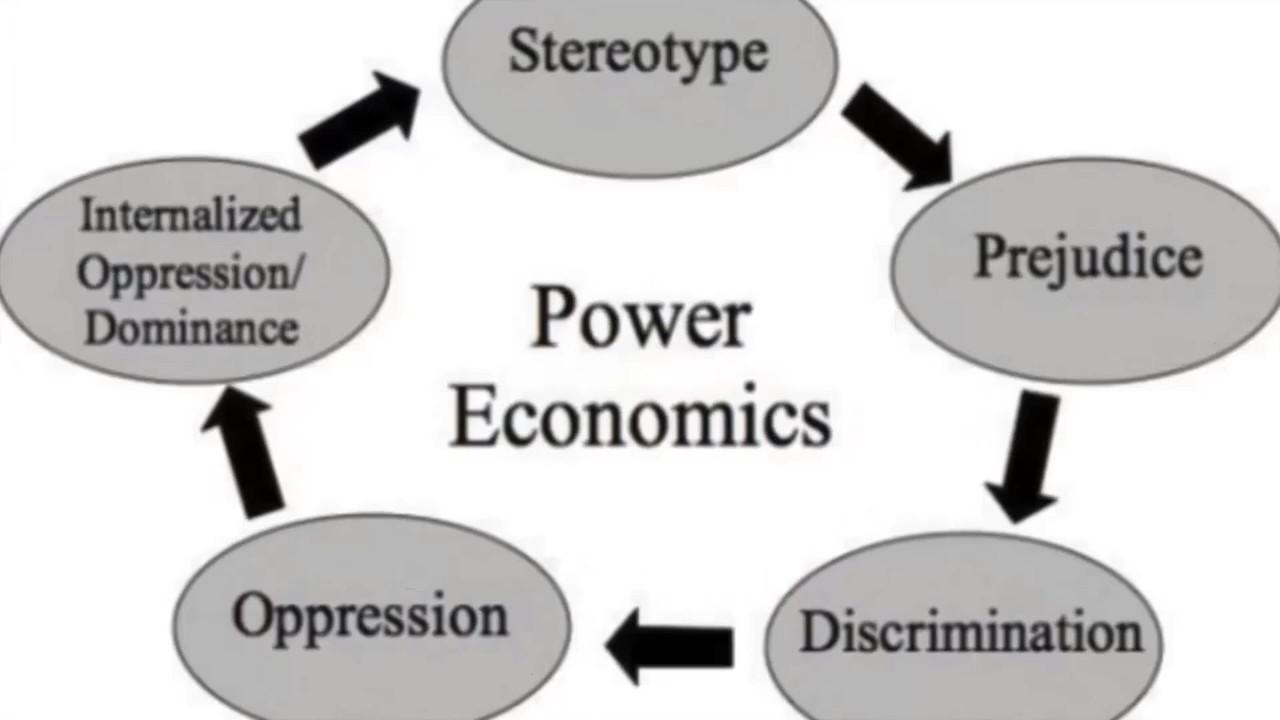 Stereotype
Prejudice
Discrimination
Oppression
Internalized
Oppression/
Dominance
Power
Economics